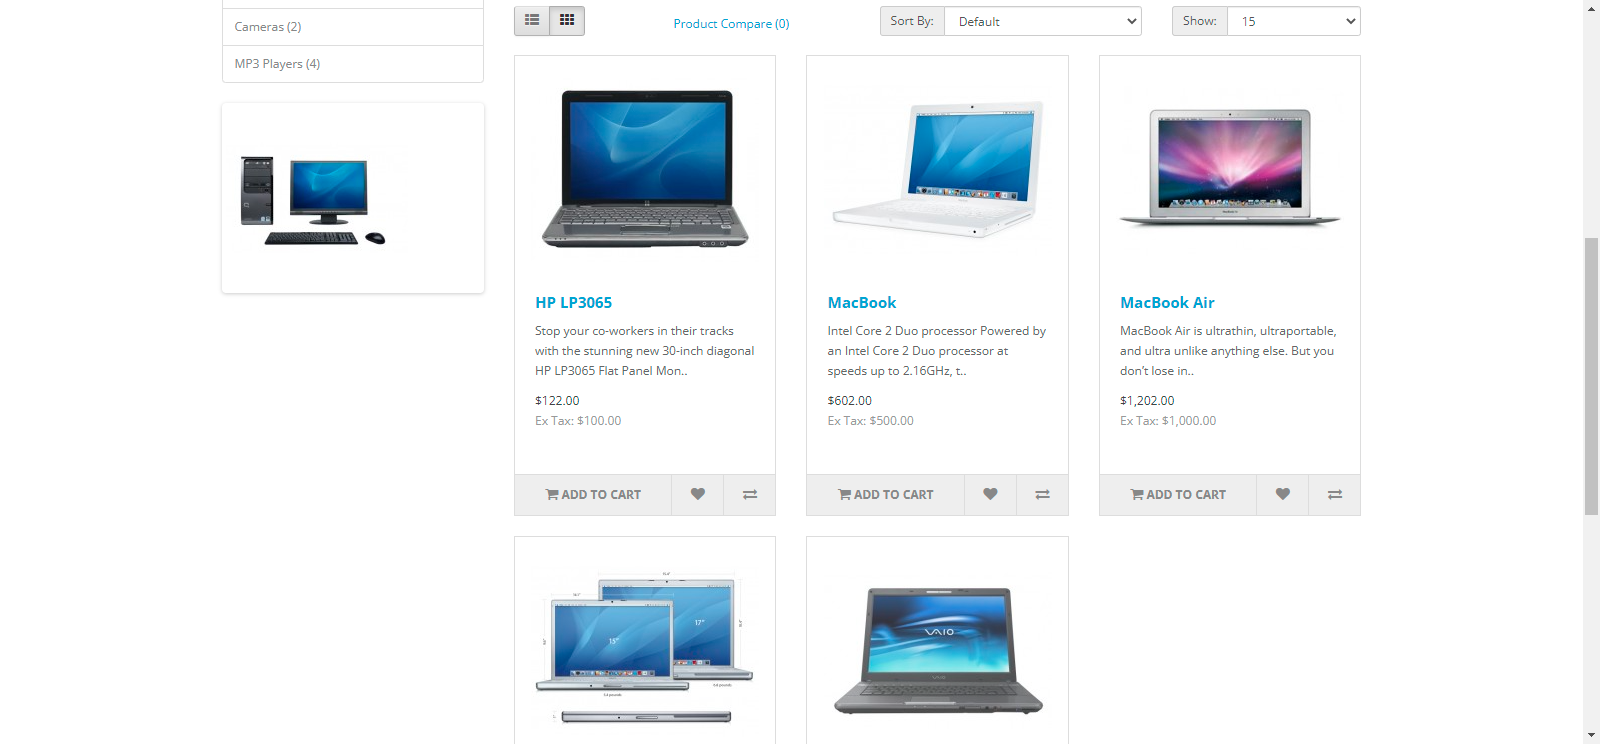 Cameras (2)
MP3 Players (4)
Product Compare (0)
Sort By:
Default
Show:
15
HP LP3065
Stop your co-workers in their tracks
with the stunning new 30-inch diagonal
HP LP3065 Flat Panel Mon..
$122.00
Ex Tax: $100.00
ADD TO CART
MacBook
Intel Core 2 Duo processor Powered by
an Intel Core 2 Duo processor at
speeds up to 2.16GHz, t..
$602.00
Ex Tax: $500.00
ADD TO CART
MacBook Air
MacBook Air is ultrathin, ultraportable,
and ultra unlike anything else. But you
don’t lose in..
$1,202.00
Ex Tax: $1,000.00
ADD TO CART
15"
17"
VAIO